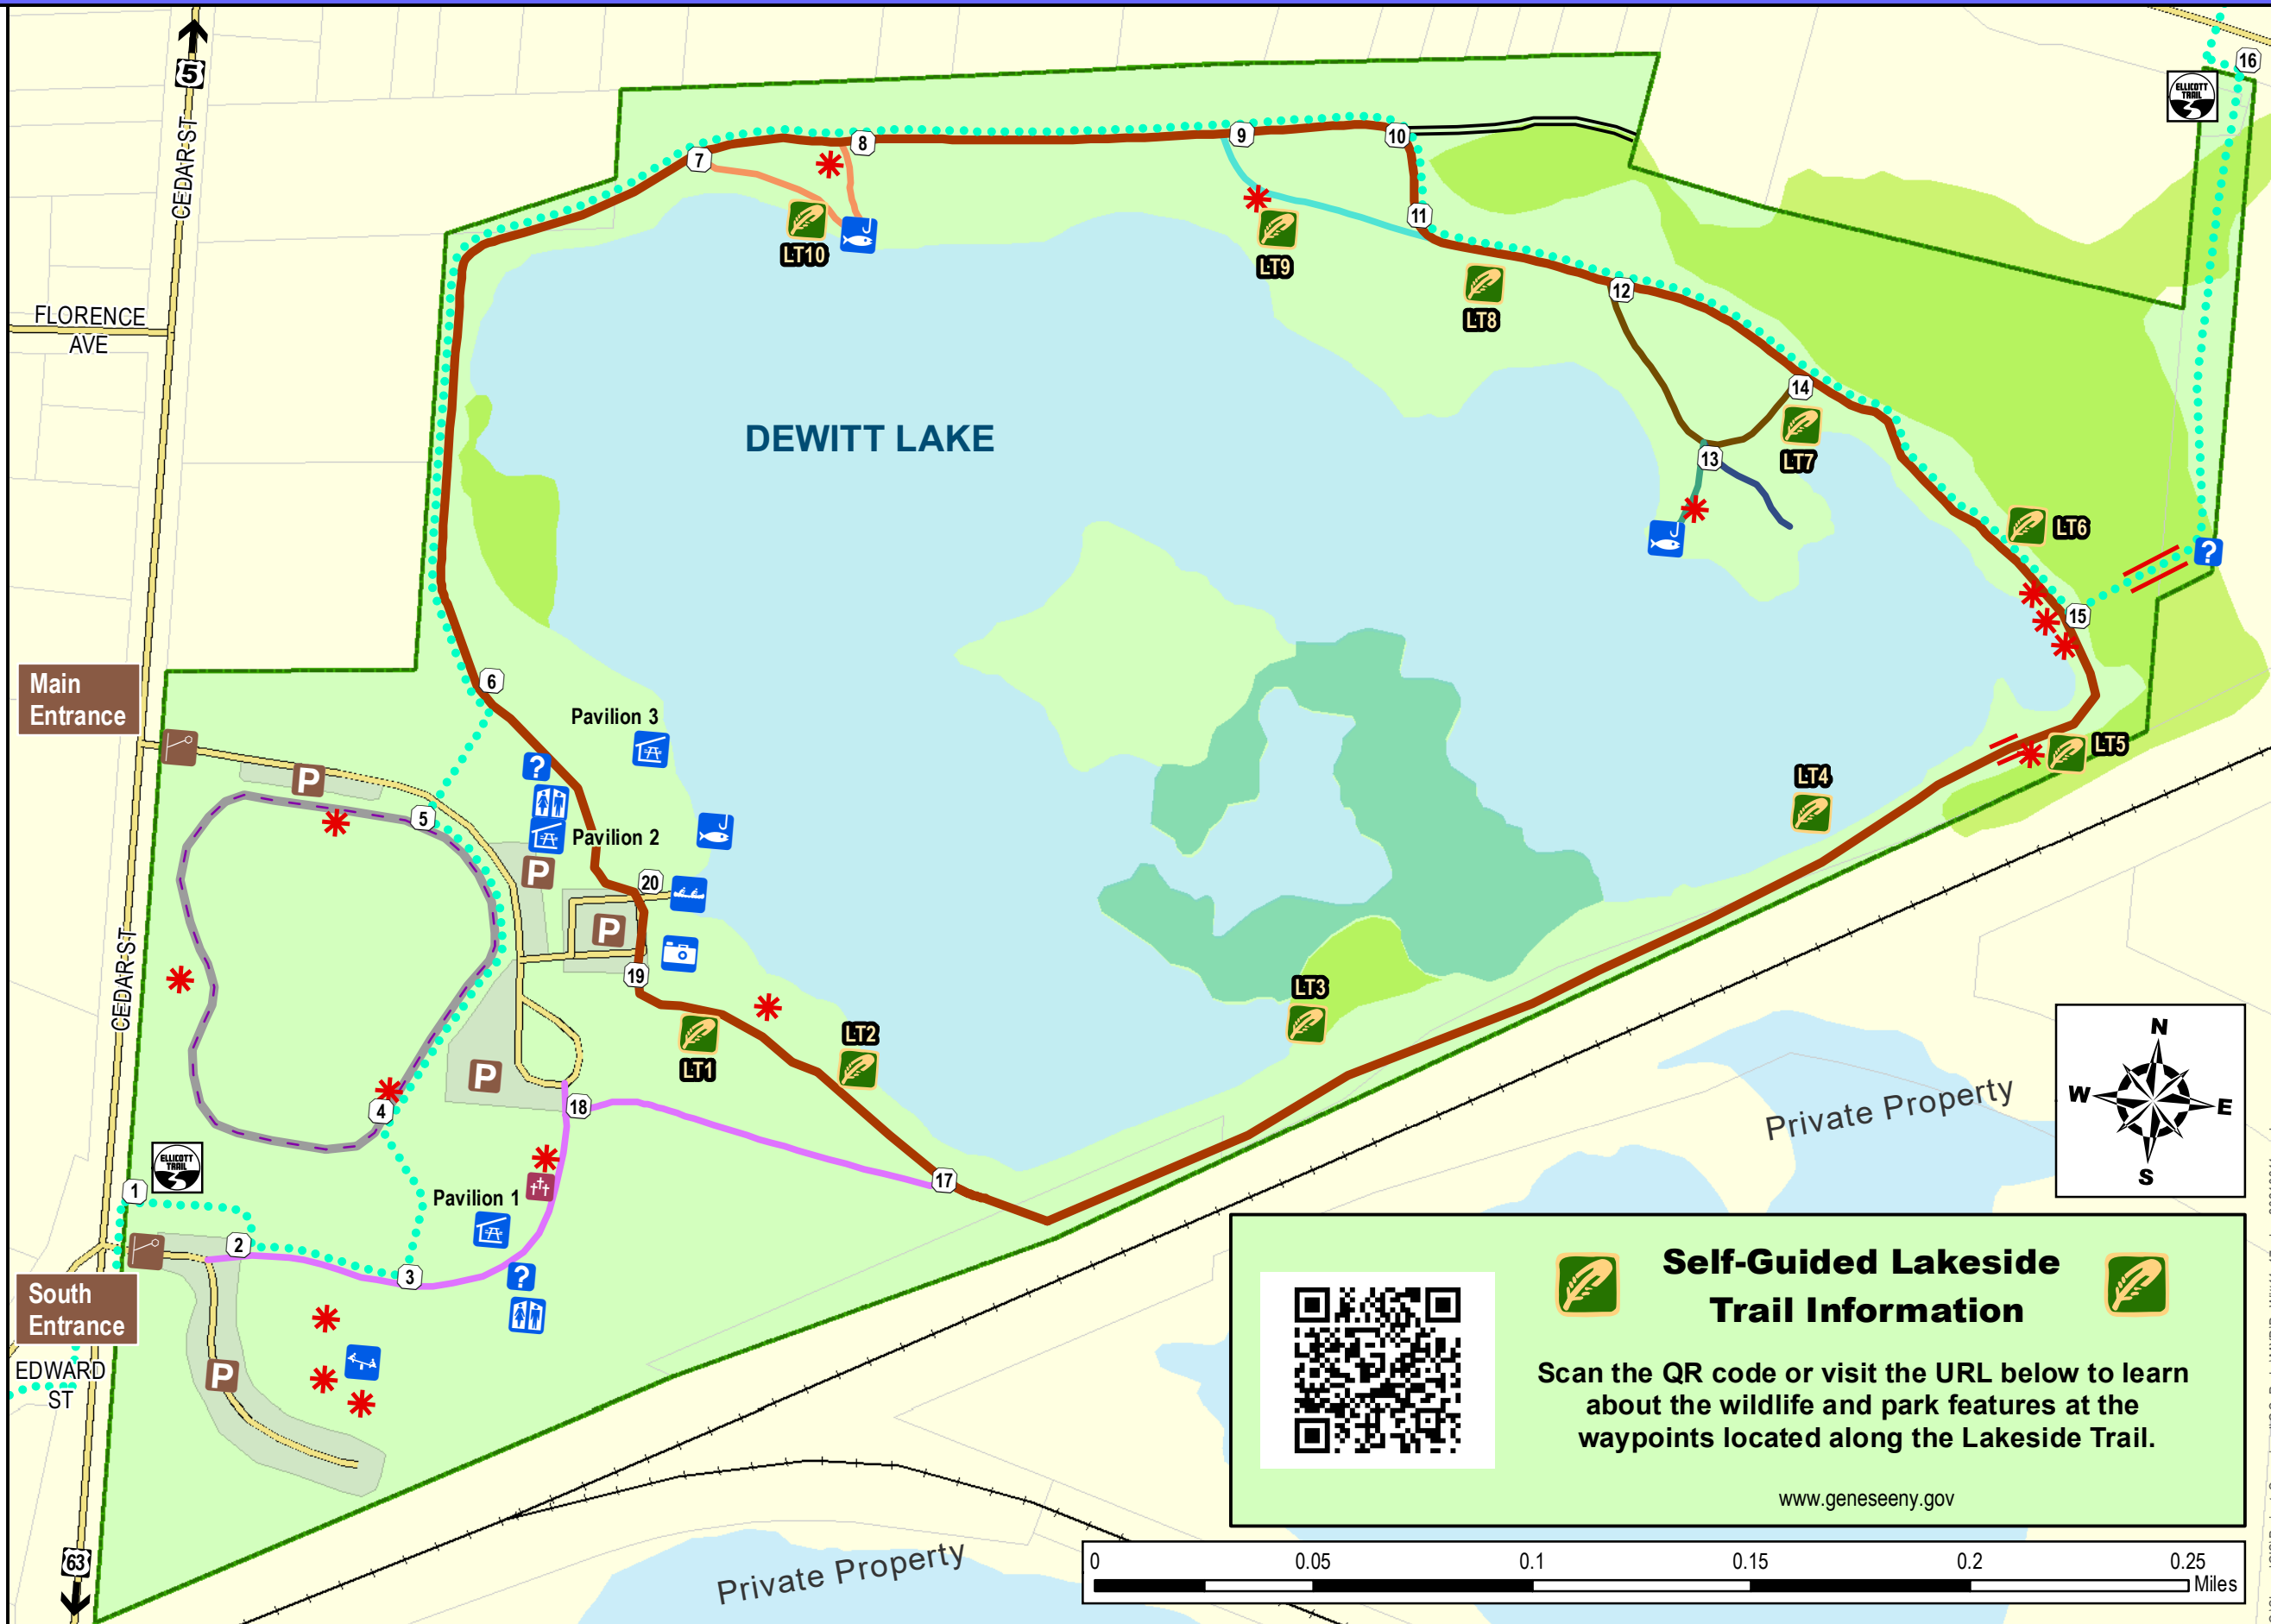 5
CEDAR ST
FLORENCE
AVE
16
ELLICOTT
TRAIL
7
8
9
10
11
12
14
13
15
LT10
LT9
LT8
LT7
LT6
LT5
LT4
LT3
LT2
LT1
DEWITT LAKE
Main
Entrance
6
Pavilion 3
?
Pavilion 2
P
5
P
20
P
19
P
CEDAR ST
4
18
17
ELLICOTT
TRAIL
1
2
3
Pavilion 1
?
?
South
Entrance
EDWARD
ST
P
63
Private Property
Private Property
N
W
E
S
Self-Guided Lakeside
Trail Information
Scan the QR code or visit the URL below to learn
about the wildlife and park features at the
waypoints located along the Lakeside Trail.
www.geneseeny.gov
0
0.05
0.1
0.15
0.2
0.25
Miles